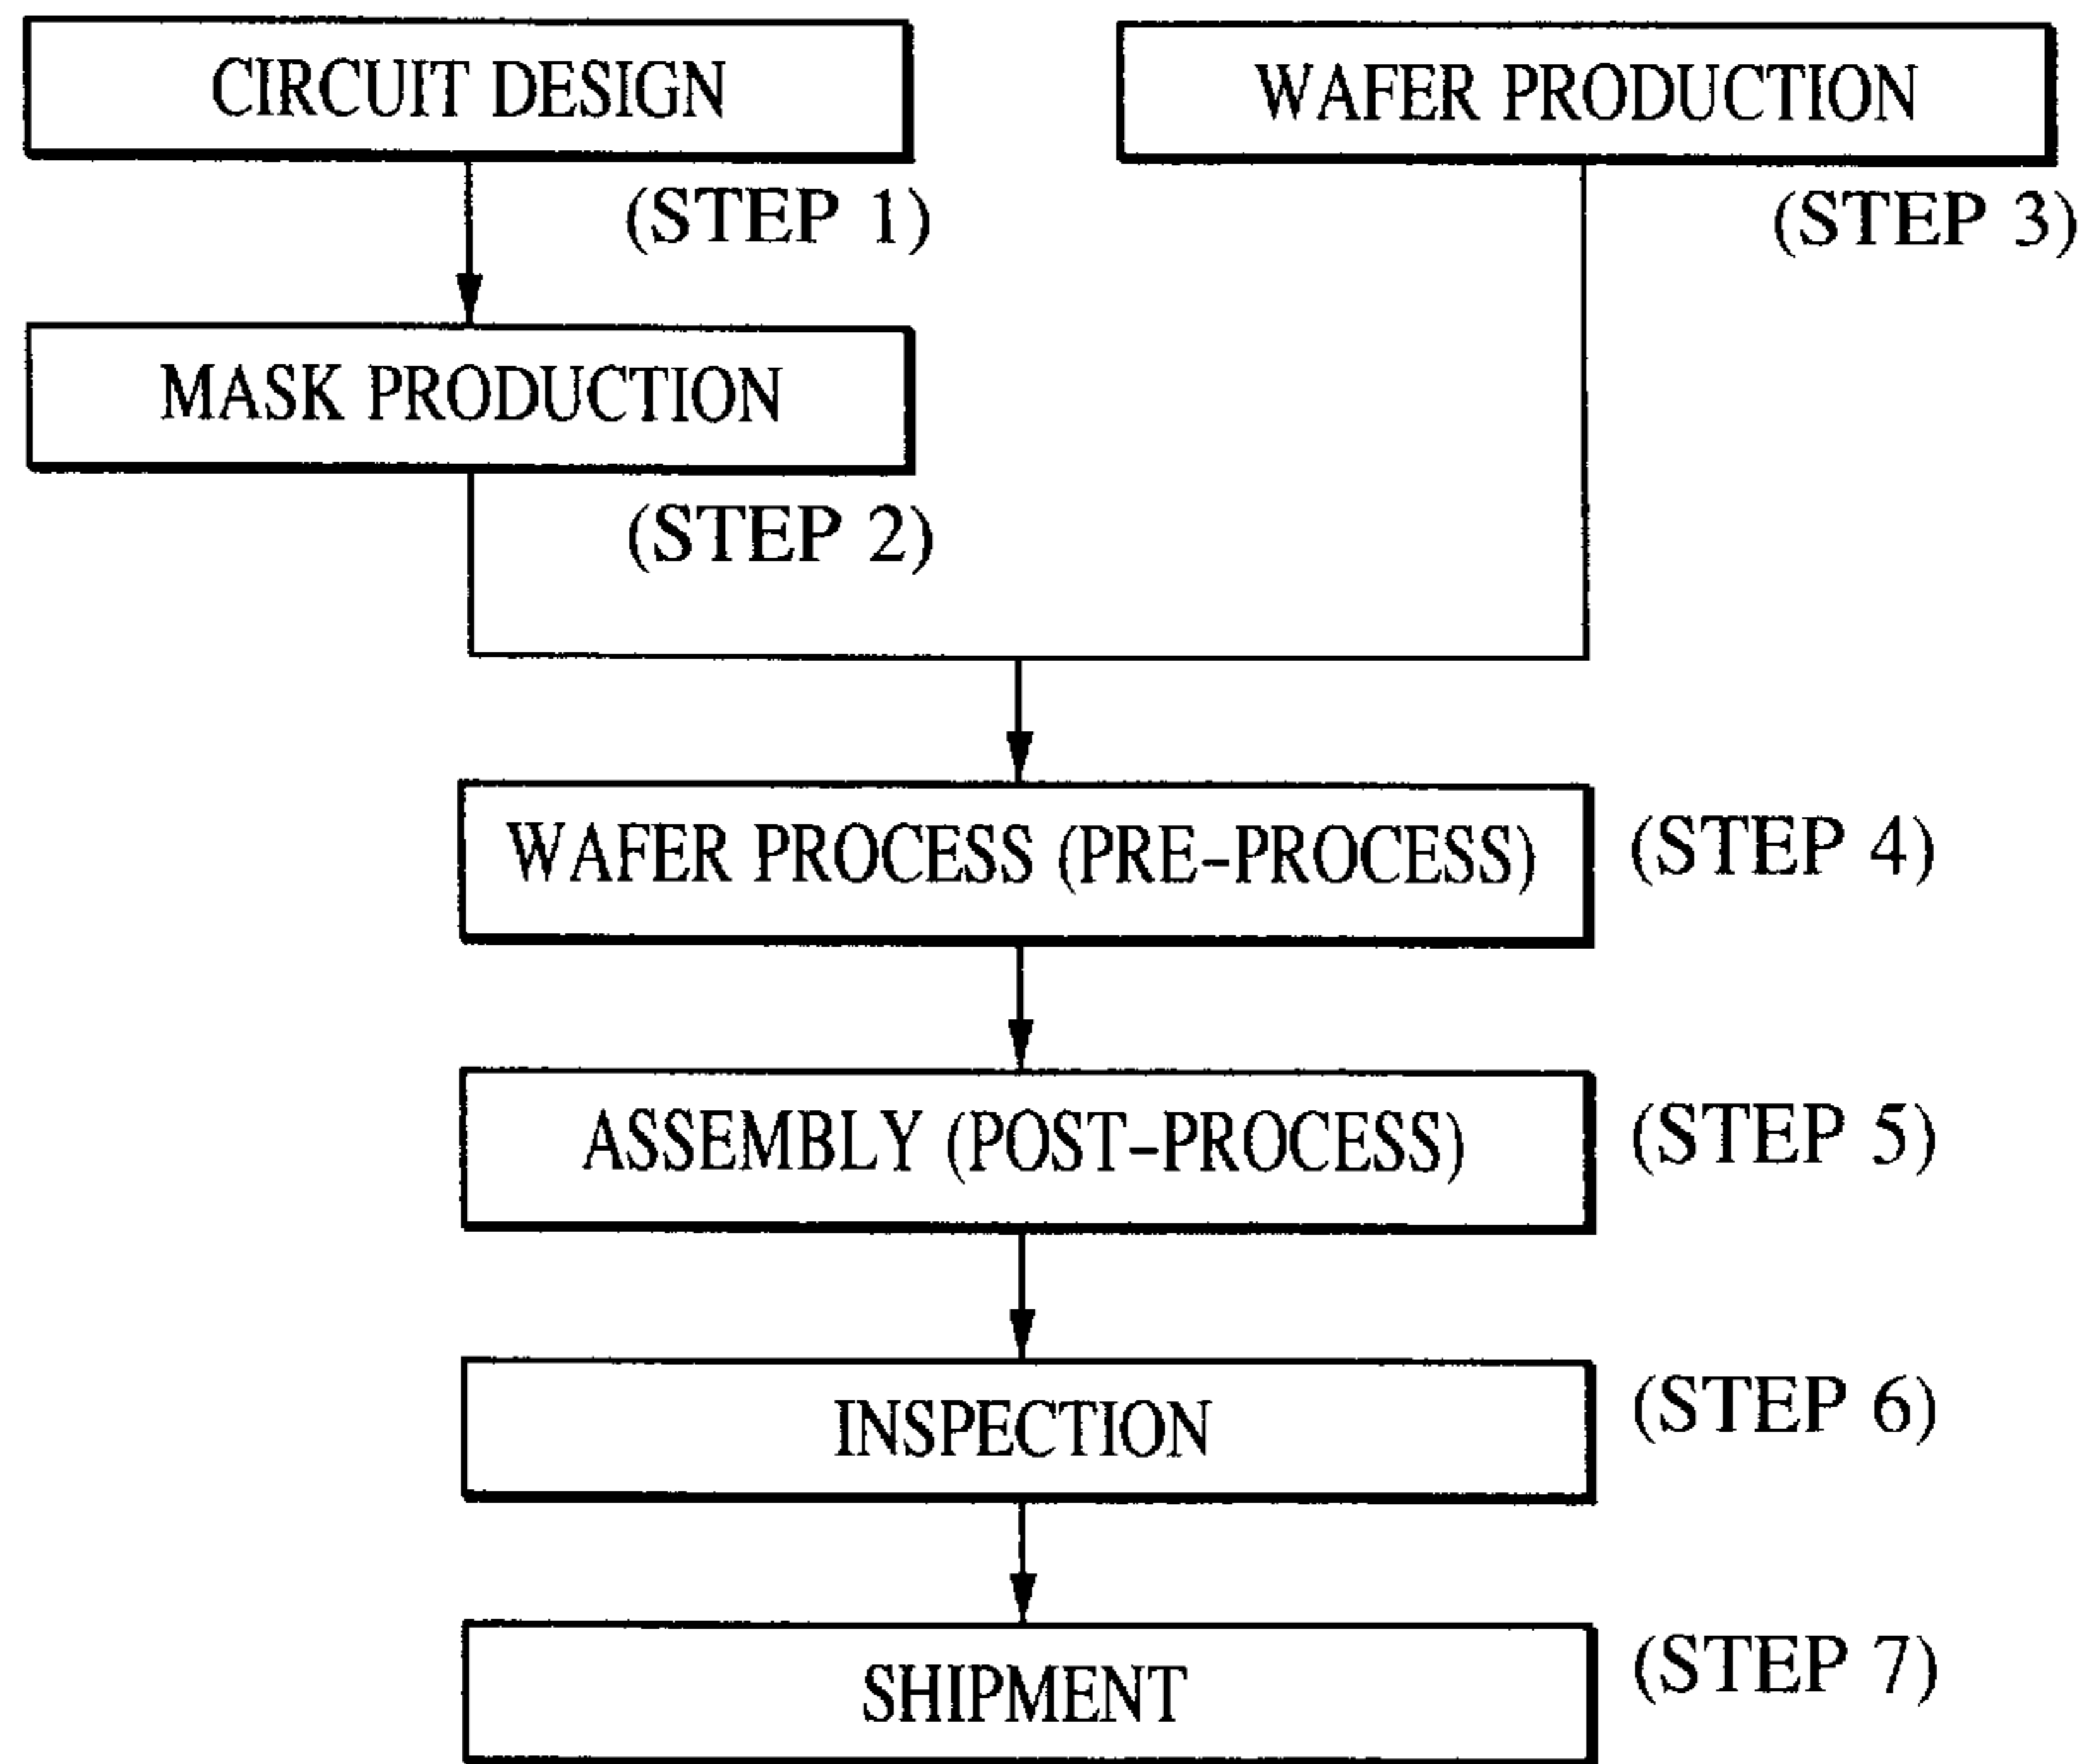 CIRCUIT DESIGN
(STEP 1)
MASK PRODUCTION
(STEP 2)
WAFER PRODUCTION
(STEP 3)
WAFER PROCESS (PRE-PROCESS)
(STEP 4)
ASSEMBLY (POST-PROCESS)
(STEP 5)
INSPECTION
(STEP 6)
SHIPMENT
(STEP 7)